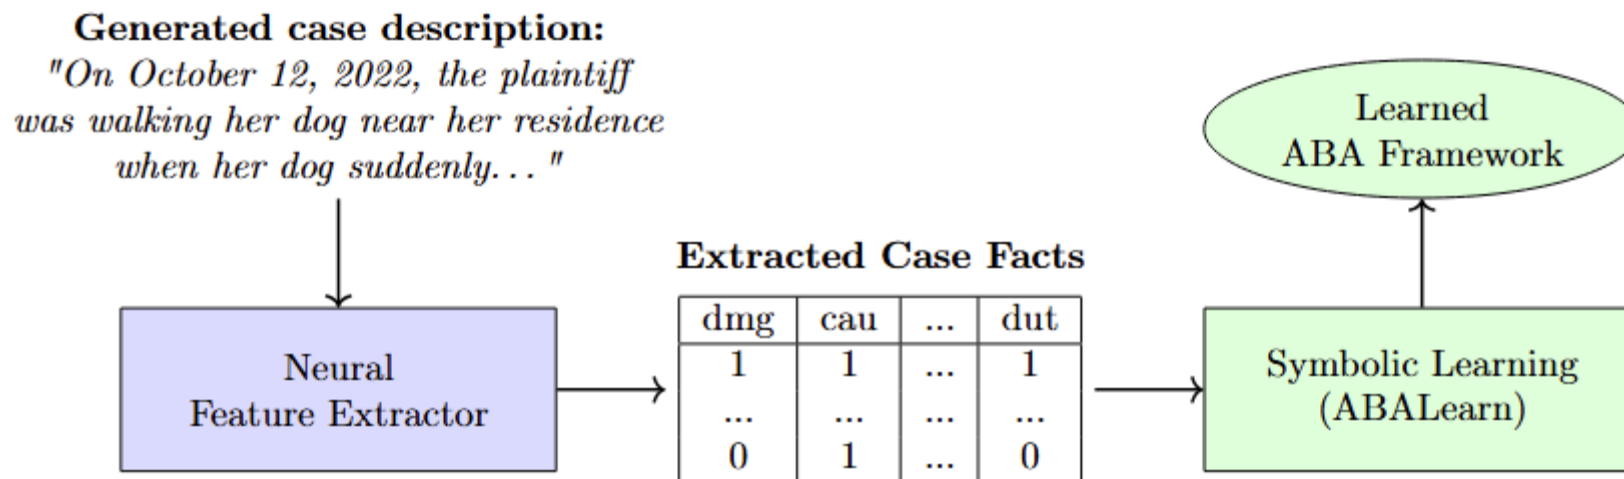 Generated case description:
"On October 12, 2022, the plaintiff
was walking her dog near her residence
when her dog suddenly... "
Neural
Feature Extractor
Extracted Case Facts
dmg cau ... dut
1 1 ... 1
... ... ... ...
0 1 ... 0
Learned
ABA Framework
Symbolic Learning
(ABALearn)